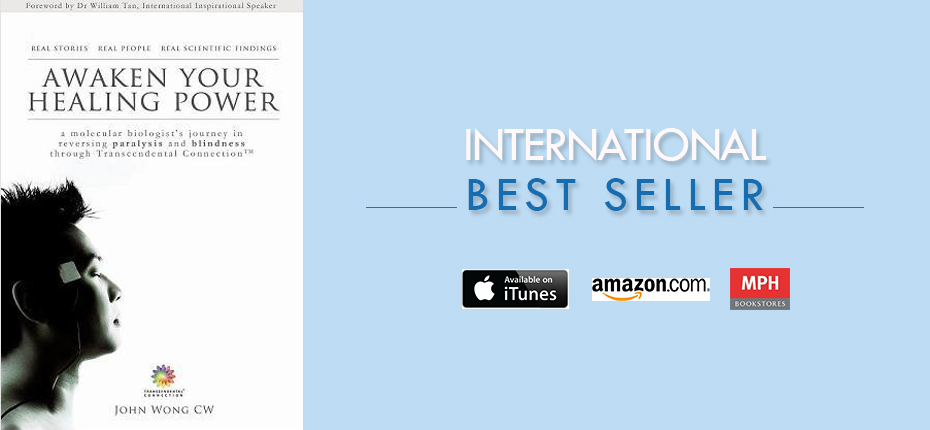 Foreword by Dr William Tan, International Inspirational Speaker
REAL STORIES REAL PEOPLE REAL SCIENTIFIC FINDINGS
AWAKEN YOUR
HEALING POWER
a molecular biologist's journey in
reversing paralysis and blindness
through Transcendental Connection™
TRANSCENDENTAL™
CONNECTION
JOHN WONG CW
INTERNATIONAL
BEST SELLER
Available on
iTunes
amazon.com.
MPH
BOOKSTORES